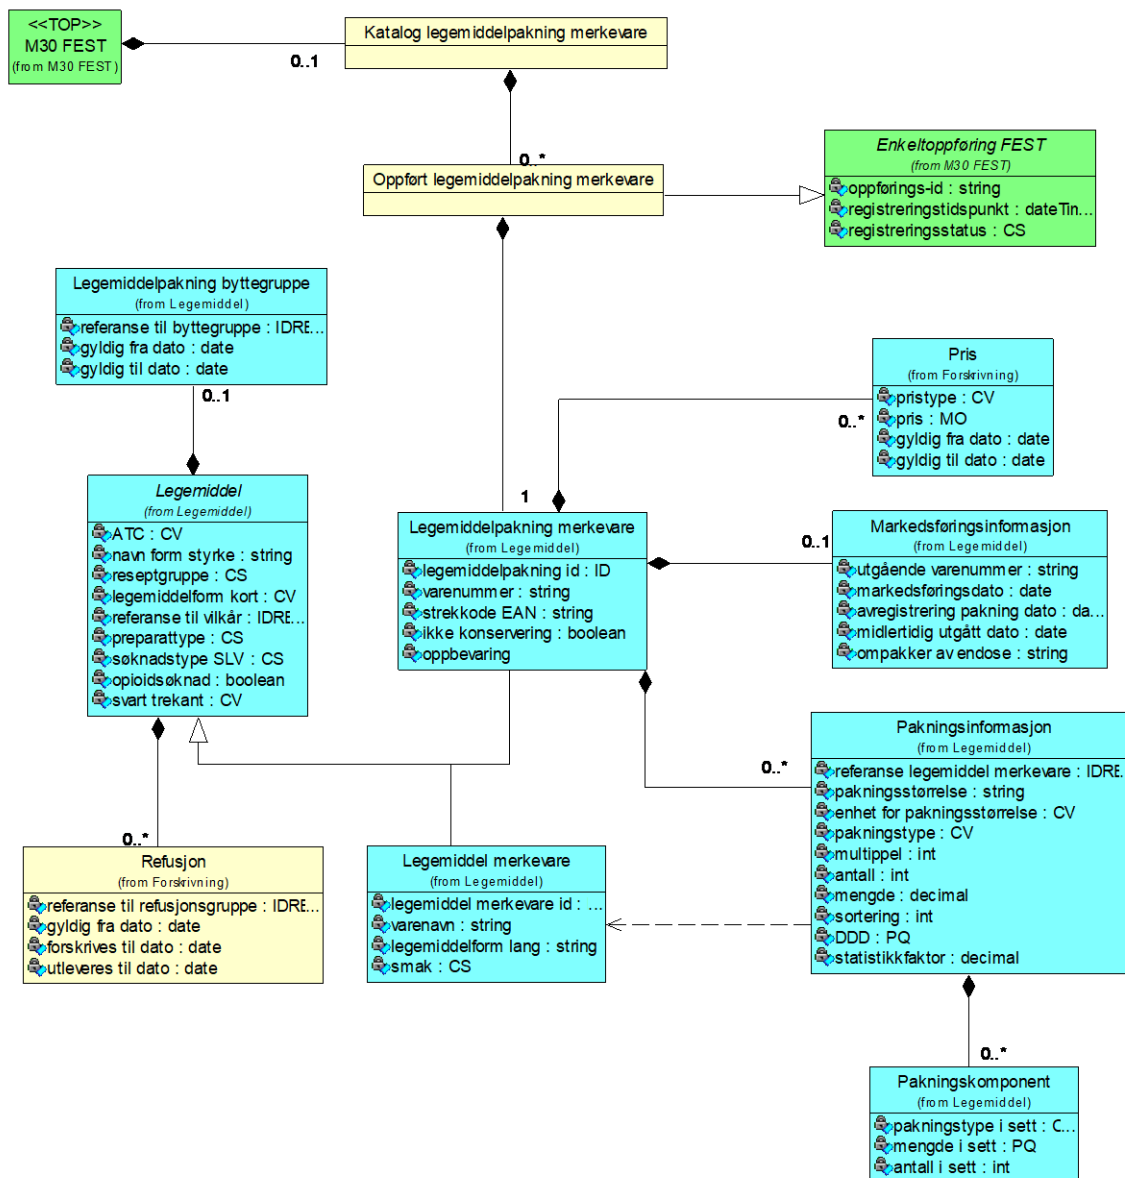 <<TOP>>
M30 FEST
(from M30 FEST)
0..1
Katalog legemiddelpakning merkevare
0..*
Oppført legemiddelpakning merkevare
Enkeltoppføring FEST
(from M30 FEST)
oppførings-id : string
registreringstidspunkt : dateTin...
registreringsstatus : CS
Legemiddelpakning byttegruppe
(from Legemiddel)
referanse til byttegruppe : IDRE...
gyldig fra dato : date
gyldig til dato : date
0..1
Pris
(from Forskrivning)
pristype : CV
pris : MO
gyldig fra dato : date
gyldig til dato : date
0..*
Legemiddel
(from Legemiddel)
ATC : CV
navn form styrke : string
reseptgruppe : CS
legemiddelform kort : CV
referanse til vilkår : IDRE...
preparattype : CS
søknadstype SLV : CS
opioidsøknad : boolean
svart trekant : CV
1
Legemiddelpakning merkevare
(from Legemiddel)
legemiddelpakning id : ID
varenummer : string
strekkode EAN : string
ikke konservering : boolean
oppbevaring
0..1
Markedsføringsinformasjon
(from Legemiddel)
utgående varenummer : string
markedsføringsdato : date
avregistrering pakning dato : da...
midlertidig utgått dato : date
ompakker av endose : string
0..*
Pakningsinformasjon
(from Legemiddel)
referanse legemiddel merkevare : IDRE.
pakningsstørrelse : string
enhet for pakningsstørrelse : CV
pakningstype : CV
multippel : int
antall : int
mengde : decimal
sortering : int
DDD : PQ
statistikkfaktor : decimal
0..*
Refusjon
(from Forskrivning)
referanse til refusjonsgruppe : IDRE...
gyldig fra dato : date
forskrives til dato : date
utleveres til dato : date
Legemiddel merkevare
(from Legemiddel)
legemiddel merkevare id : ...
varenavn : string
legemiddelform lang : string
smak : CS
0..*
Pakningskomponent
(from Legemiddel)
pakningstype i sett : C...
mengde i sett : PQ
antall i sett : int